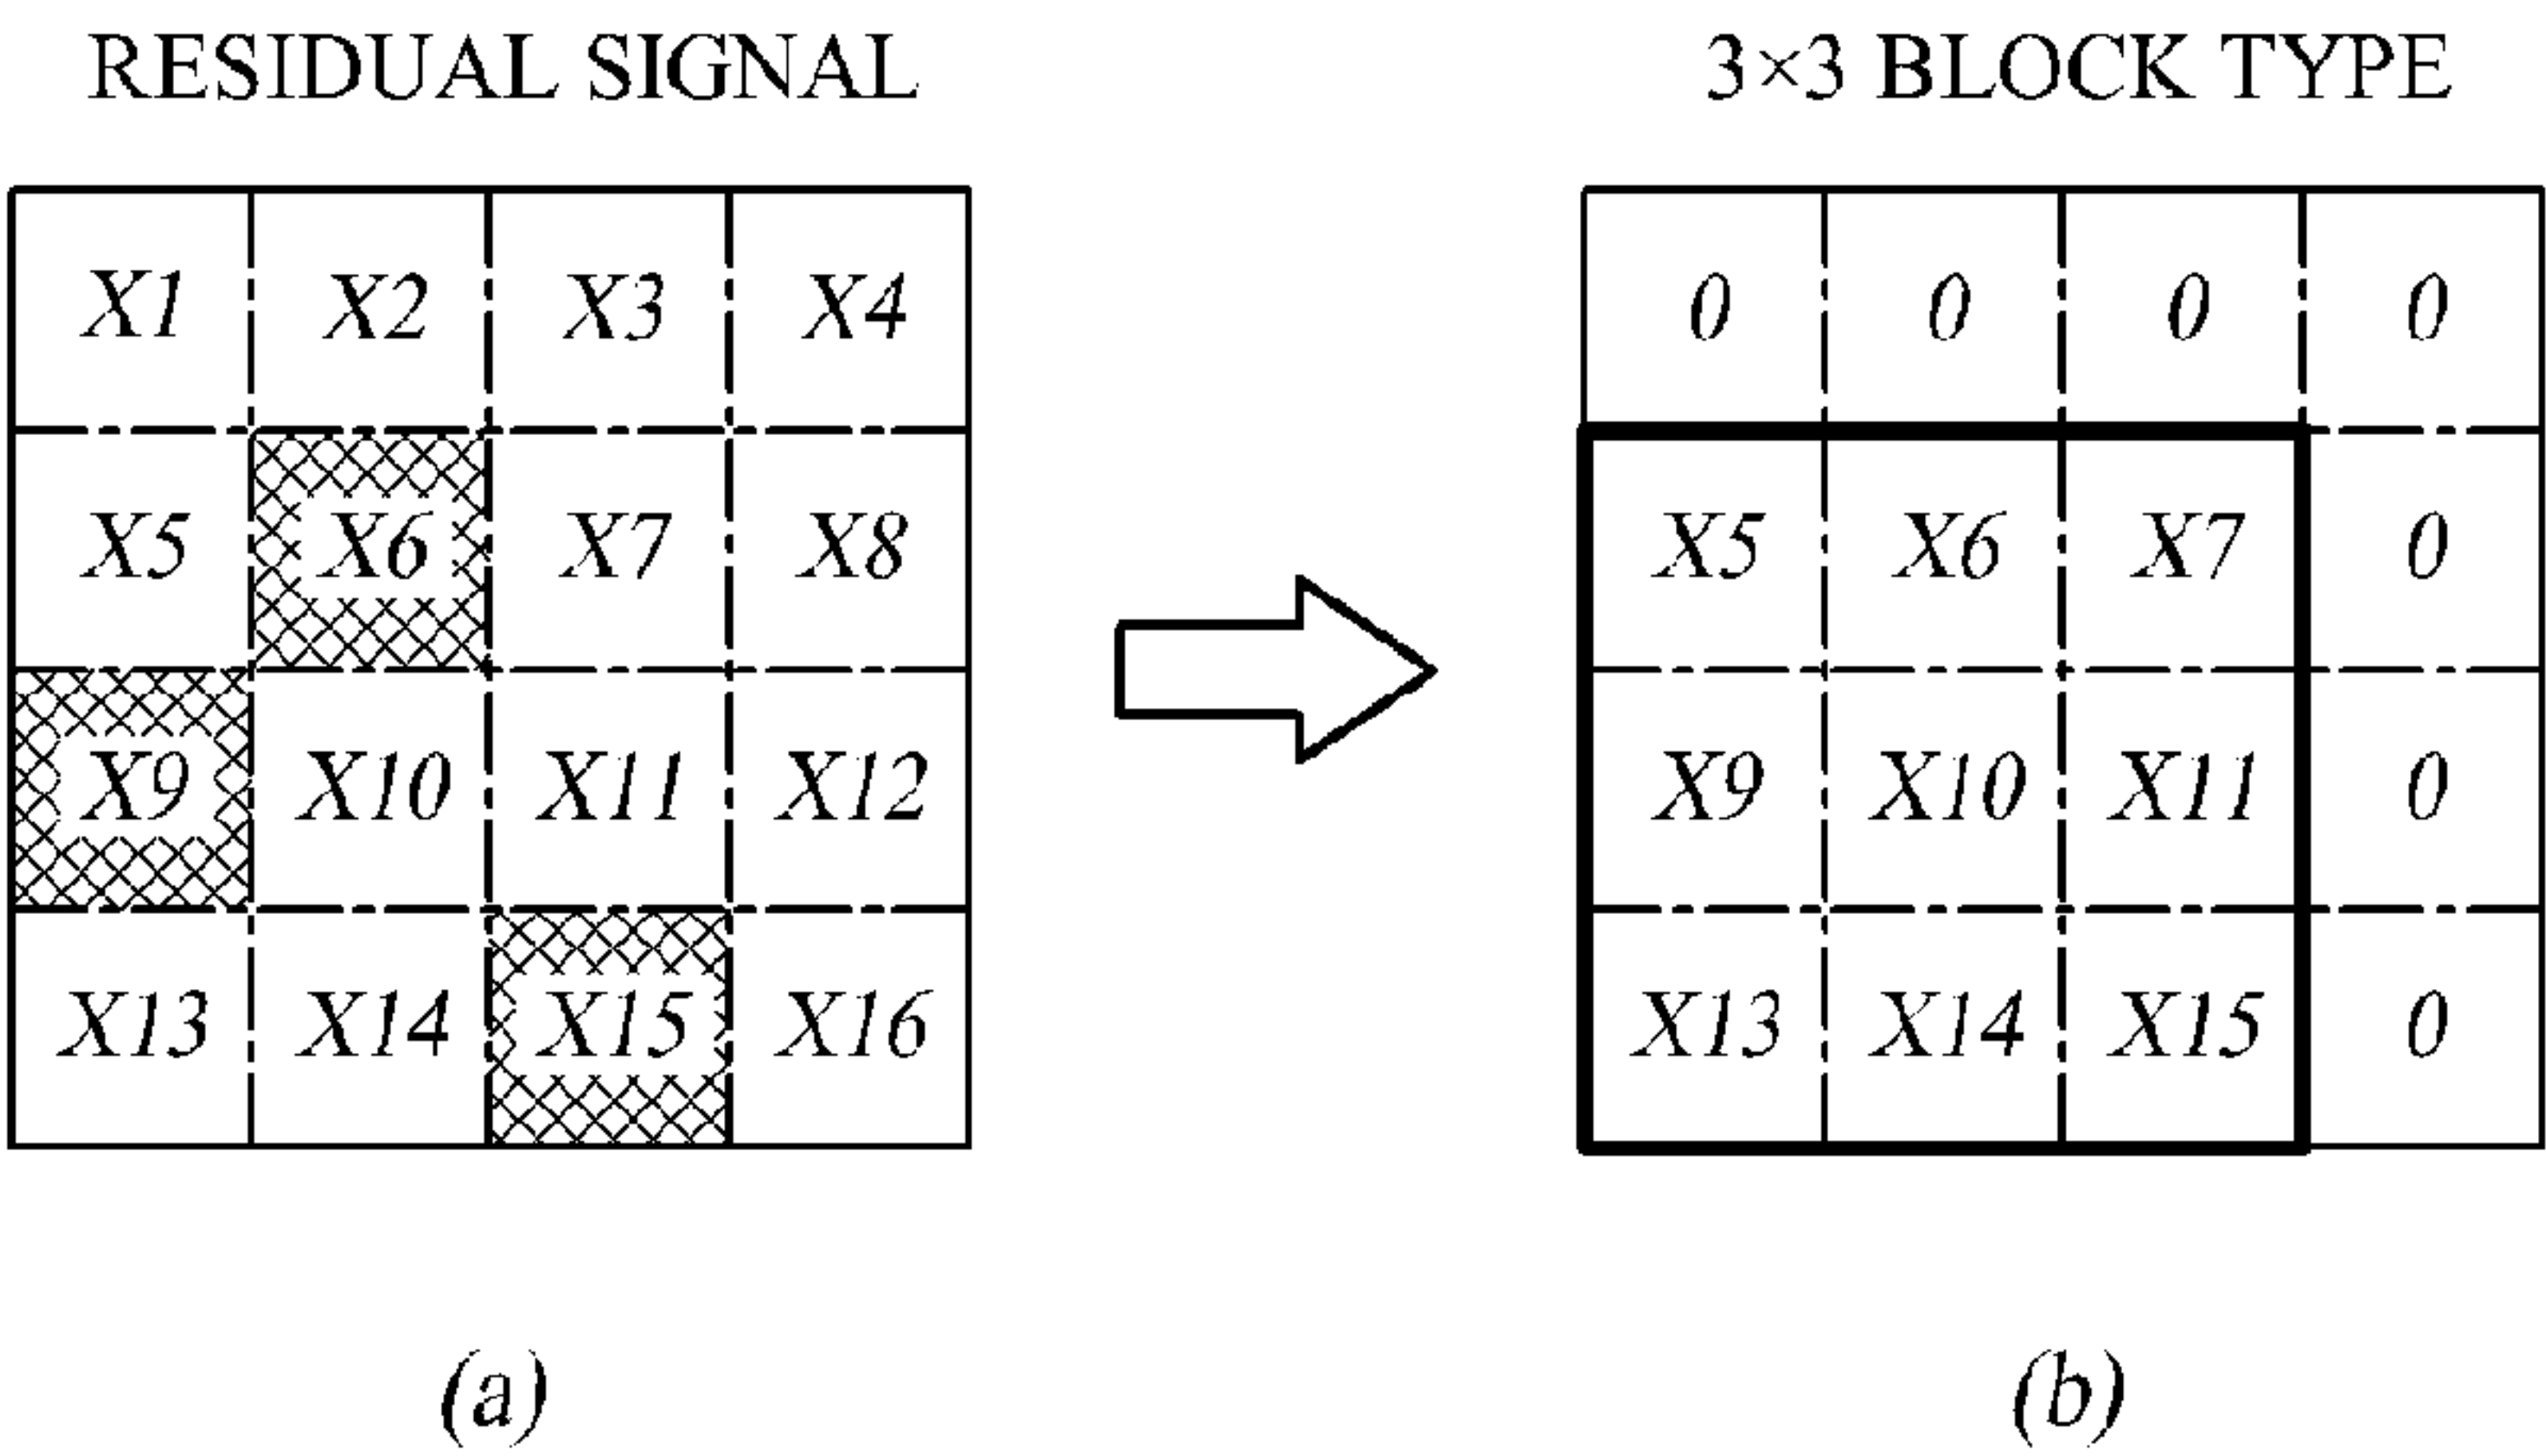 RESIDUAL SIGNAL
3×3 BLOCK TYPE
X1 X2 X3 X4
X5 X6 X7 X8
X9 X10 X11 X12
X13 X14 X15 X16
0 0 0 0
X5 X6 X7 0
X9 X10 X11 0
X13 X14 X15 0
(a)
(b)